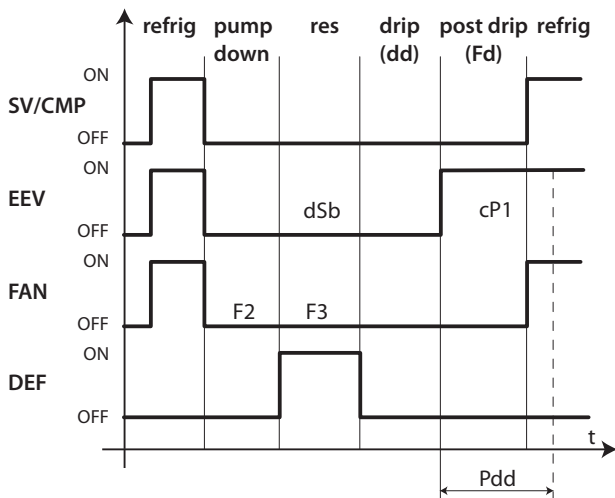 refrig pump res drip post drip refrig
down (dd) (Fd)
ON
SV/CMP
OFF
ON
EEV
dSb cP1
OFF
ON
FAN
F2 F3
OFF
ON
DEF
OFF
t
Pdd